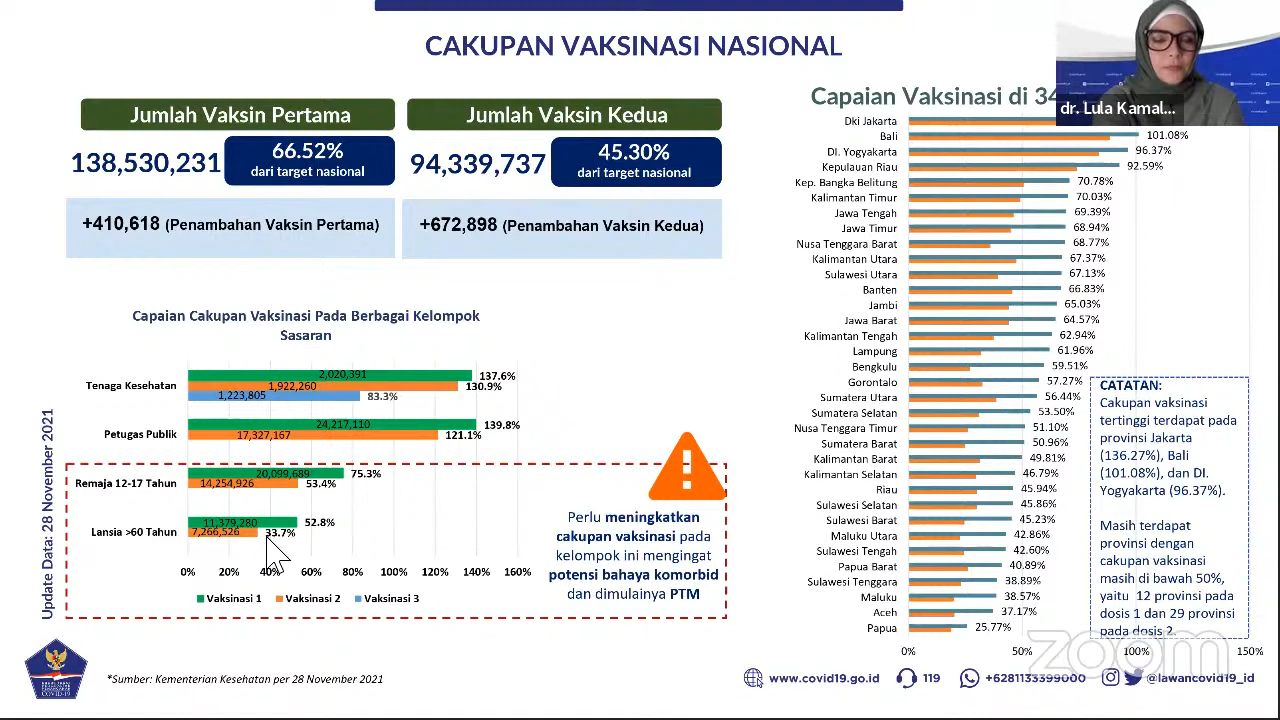 CAKUPAN VAKSINASI NASIONAL
Jumlah Vaksin Pertama
138,530,231
66.52%
dari target nasional
+410,618 (Penambahan Vaksin Pertama)
Jumlah Vaksin Kedua
94,339,737
45.30%
dari target nasional
+672,898 (Penambahan Vaksin Kedua)
Capaian Cakupan Vaksinasi Pada Berbagai Kelompok
Sasaran
Tenaga Kesehatan
2,020,391 137.6%
1,922,260 130.9%
1,223,805 83.3%
Petugas Publik
24,217,110 139.8%
17,327,167 121.1%
Remaja 12-17 Tahun
20,099,689 75.3%
14,254,926 53.4%
Lansia >60 Tahun
11,379,280 52.8%
7,266,526 33.7%
0% 20% 40% 60% 80% 100% 120% 140% 160%
Vaksinasi 1 Vaksinasi 2 Vaksinasi 3
Perlu meningkatkan
cakupan vaksinasi pada
kelompok ini mengingat
potensi bahaya komorbid
dan dimulainya PTM
Update Data: 28 November 2021
Capaian Vaksinasi di 34
dr. Lula Kamal...
Dki Jakarta
Bali 101.08%
DI. Yogyakarta 96.37%
Kepulauan Riau 92.59%
Kep. Bangka Belitung 70.78%
Kalimantan Timur 70.03%
Jawa Tengah 69.39%
Jawa Timur 68.94%
Nusa Tenggara Barat 68.77%
Kalimantan Utara 67.37%
Sulawesi Utara 67.13%
Banten 66.83%
Jambi 65.03%
Jawa Barat 64.57%
Kalimantan Tengah 62.94%
Lampung 61.96%
Bengkulu 59.51%
Gorontalo 57.27%
Sumatera Utara 56.44%
Sumatera Selatan 53.50%
Nusa Tenggara Timur 51.10%
Sumatera Barat 50.96%
Kalimantan Barat 49.81%
Kalimantan Selatan 46.79%
Riau 45.94%
Sulawesi Selatan 45.86%
Sulawesi Barat 45.23%
Maluku Utara 42.86%
Sulawesi Tengah 42.60%
Papua Barat 40.89%
Sulawesi Tenggara 38.89%
Maluku 38.57%
Aceh 37.17%
Papua 25.77%
0% 50% 100% 150%
CATATAN:
Cakupan vaksinasi
tertinggi terdapat pada
provinsi Jakarta
(136.27%), Bali
(101.08%), dan DI.
Yogyakarta (96.37%).
Masih terdapat
provinsi dengan
cakupan vaksinasi
masih di bawah 50%,
yaitu 12 provinsi pada
dosis 1 dan 29 provinsi
pada dosis 2
zoom
*Sumber: Kementerian Kesehatan per 28 November 2021
www.covid19.go.id 119 +6281133399000 @lawancovid19_id